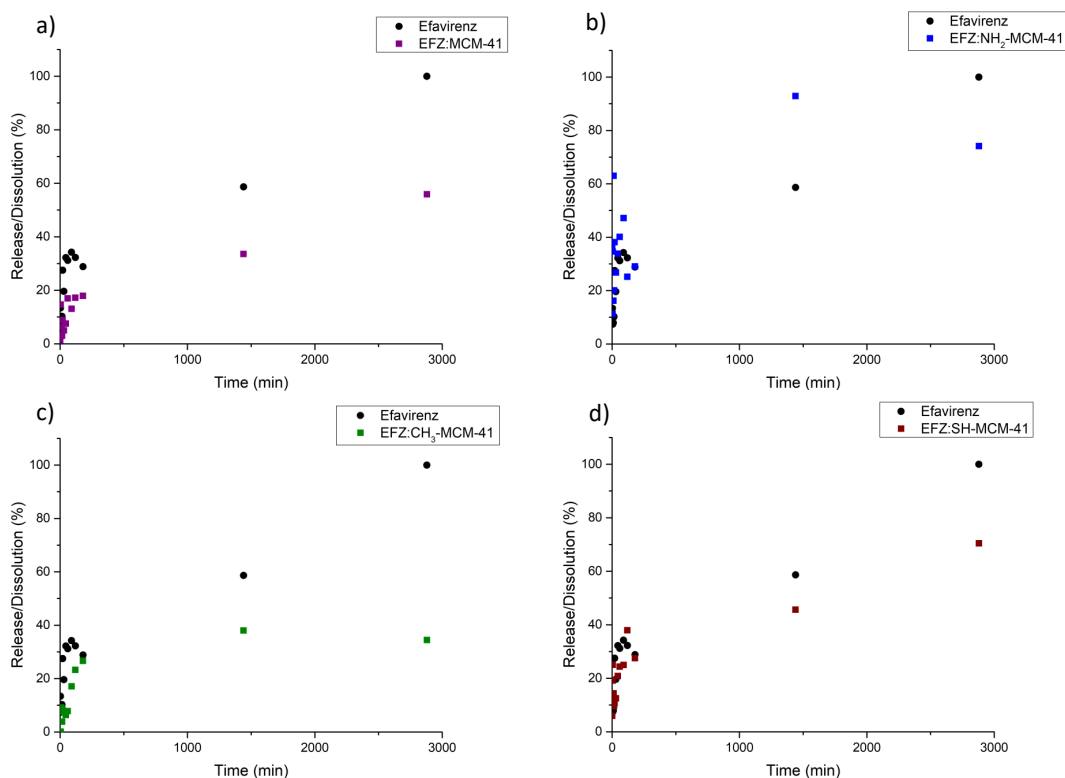 a)
Efavirenz
EFZ:MCM-41
Release/Dissolution (%)
100
80
60
40
20
0
0
1000
2000
3000
Time (min)
b)
Efavirenz
EFZ:NH₂-MCM-41
Release/Dissolution (%)
100
80
60
40
20
0
0
1000
2000
3000
Time (min)
c)
Efavirenz
EFZ:CH₃-MCM-41
Release/Dissolution (%)
100
80
60
40
20
0
0
1000
2000
3000
Time (min)
d)
Efavirenz
EFZ:SH-MCM-41
Release/Dissolution (%)
100
80
60
40
20
0
0
1000
2000
3000
Time (min)